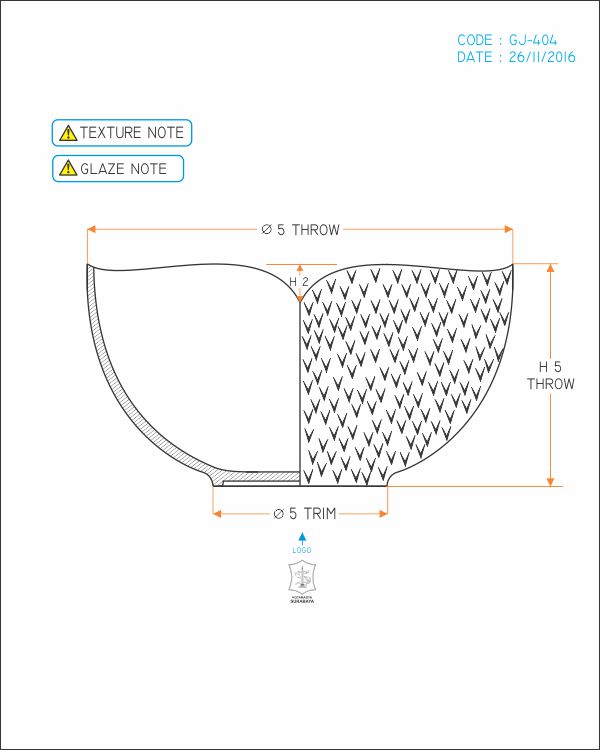 CODE : GJ-404
DATE : 26/11/2016
TEXTURE NOTE
GLAZE NOTE
Ø 5 THROW
H 2
H 5
THROW
Ø 5 TRIM
LOGO
KOTAMADYA
SURABAYA